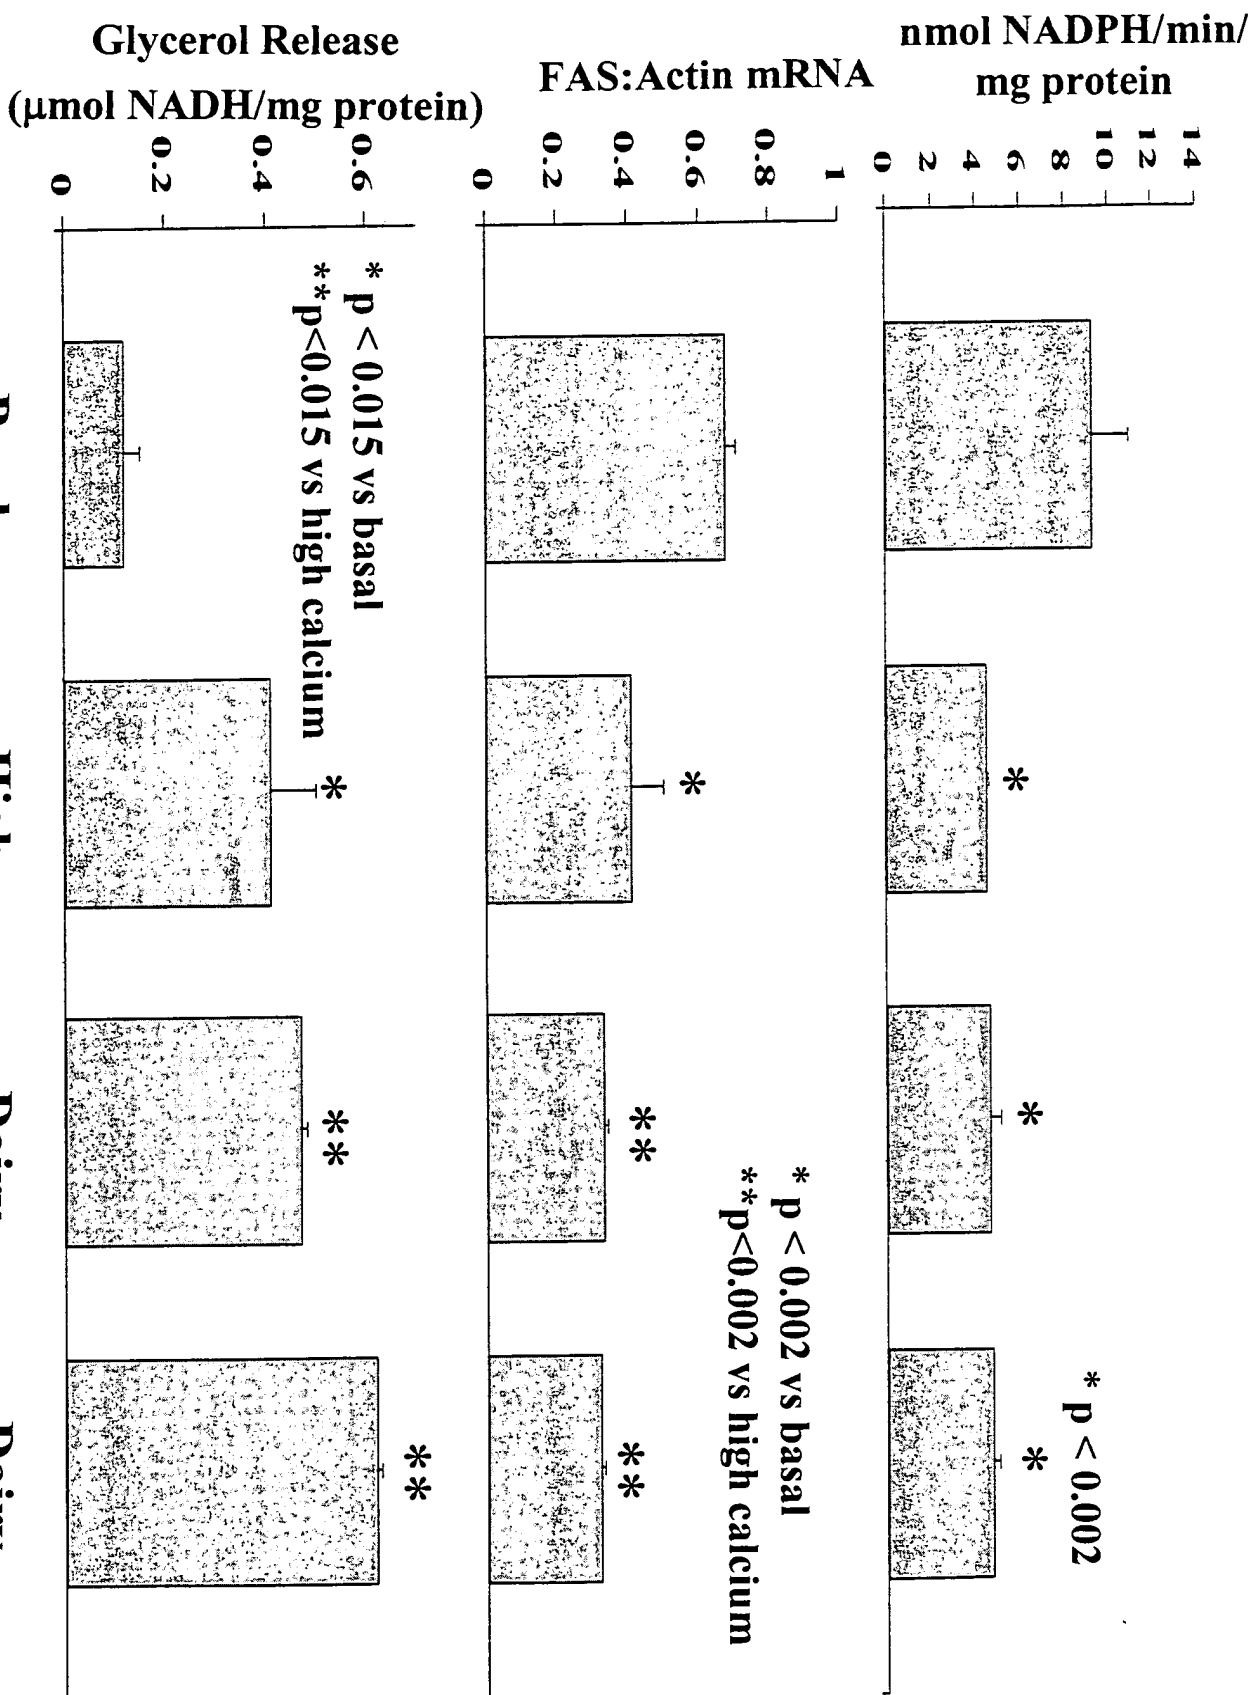 nmol NADPH/min/
mg protein
14
12
10
8
6
4
2
0
* p < 0.002
*
*
*
FAS:Actin mRNA
1
0.8
0.6
0.4
0.2
0
* p < 0.002 vs basal
**p<0.002 vs high calcium
*
**
**
Glycerol Release
(μmol NADH/mg protein)
0.6
0.4
0.2
0
* p < 0.015 vs basal
**p<0.015 vs high calcium
*
**
**